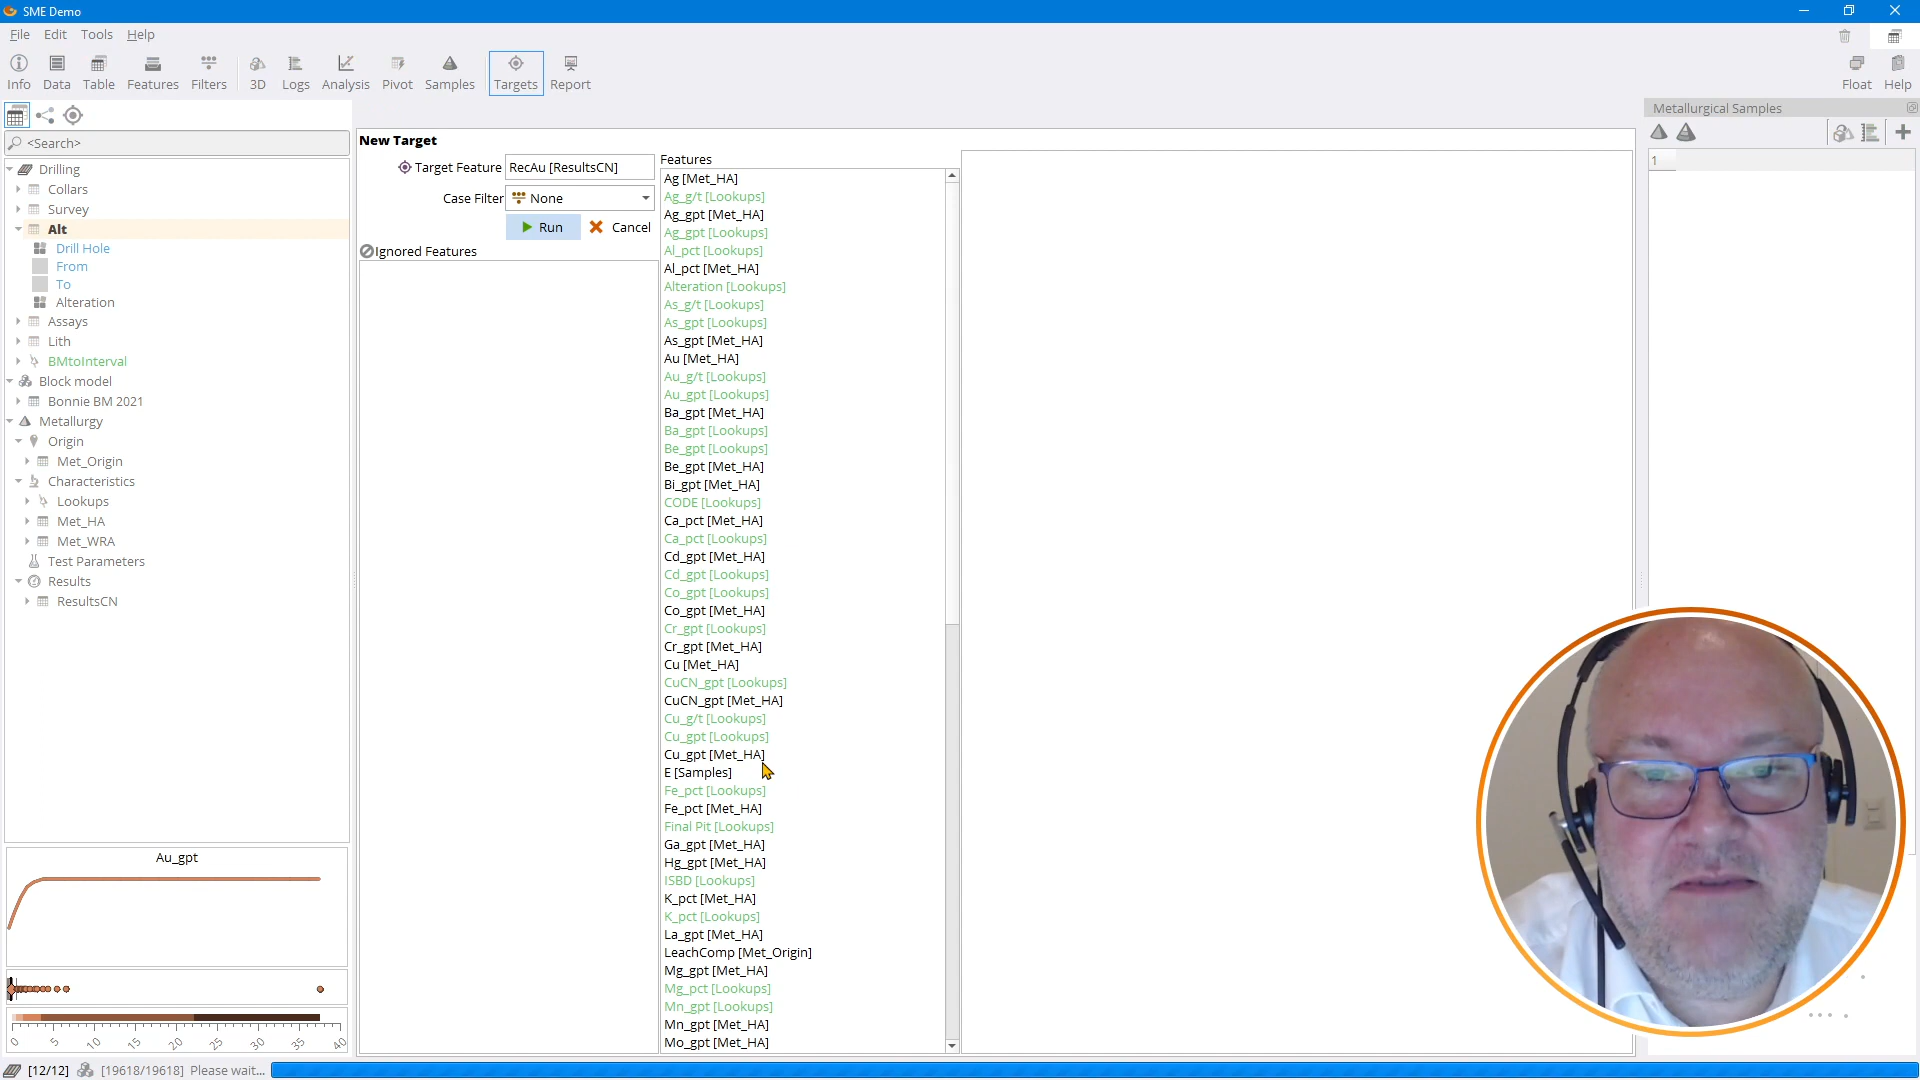 SME Demo
File Edit Tools Help
Info Data Table Features Filters 3D Logs Analysis Pivot Samples Targets Report Float Help
<Search>
Drilling
Collars
Survey
Alt
Drill Hole
From
To
Alteration
Assays
Lith
BMtoInterval
Block model
Bonnie BM 2021
Metallurgy
Origin
Met_Origin
Characteristics
Lookups
Met_HA
Met_WRA
Test Parameters
Results
ResultsCN
Au_gpt
0 5 10 15 20 25 30 35 40
New Target
Target Feature RecAu [ResultsCN]
Case Filter None
Run Cancel
Ignored Features
Features
Ag [Met_HA]
Ag_g/t [Lookups]
Ag_gpt [Met_HA]
Ag_gpt [Lookups]
Al_pct [Lookups]
Al_pct [Met_HA]
Alteration [Lookups]
As_g/t [Lookups]
As_gpt [Lookups]
As_gpt [Met_HA]
Au [Met_HA]
Au_g/t [Lookups]
Au_gpt [Lookups]
Ba_gpt [Met_HA]
Ba_gpt [Lookups]
Be_gpt [Lookups]
Be_gpt [Met_HA]
Bi_gpt [Met_HA]
CODE [Lookups]
Ca_pct [Met_HA]
Ca_pct [Lookups]
Cd_gpt [Met_HA]
Cd_gpt [Lookups]
Co_gpt [Lookups]
Co_gpt [Met_HA]
Cr_gpt [Lookups]
Cr_gpt [Met_HA]
Cu [Met_HA]
CuCN_gpt [Lookups]
CuCN_gpt [Met_HA]
Cu_g/t [Lookups]
Cu_gpt [Lookups]
Cu_gpt [Met_HA]
E [Samples]
Fe_pct [Lookups]
Fe_pct [Met_HA]
Final Pit [Lookups]
Ga_gpt [Met_HA]
Hg_gpt [Met_HA]
ISBD [Lookups]
K_pct [Met_HA]
K_pct [Lookups]
La_gpt [Met_HA]
LeachComp [Met_Origin]
Mg_gpt [Met_HA]
Mg_pct [Lookups]
Mn_gpt [Lookups]
Mn_gpt [Met_HA]
Mo_gpt [Met_HA]
Metallurgical Samples
1
[12/12] [19618/19618] Please wait...